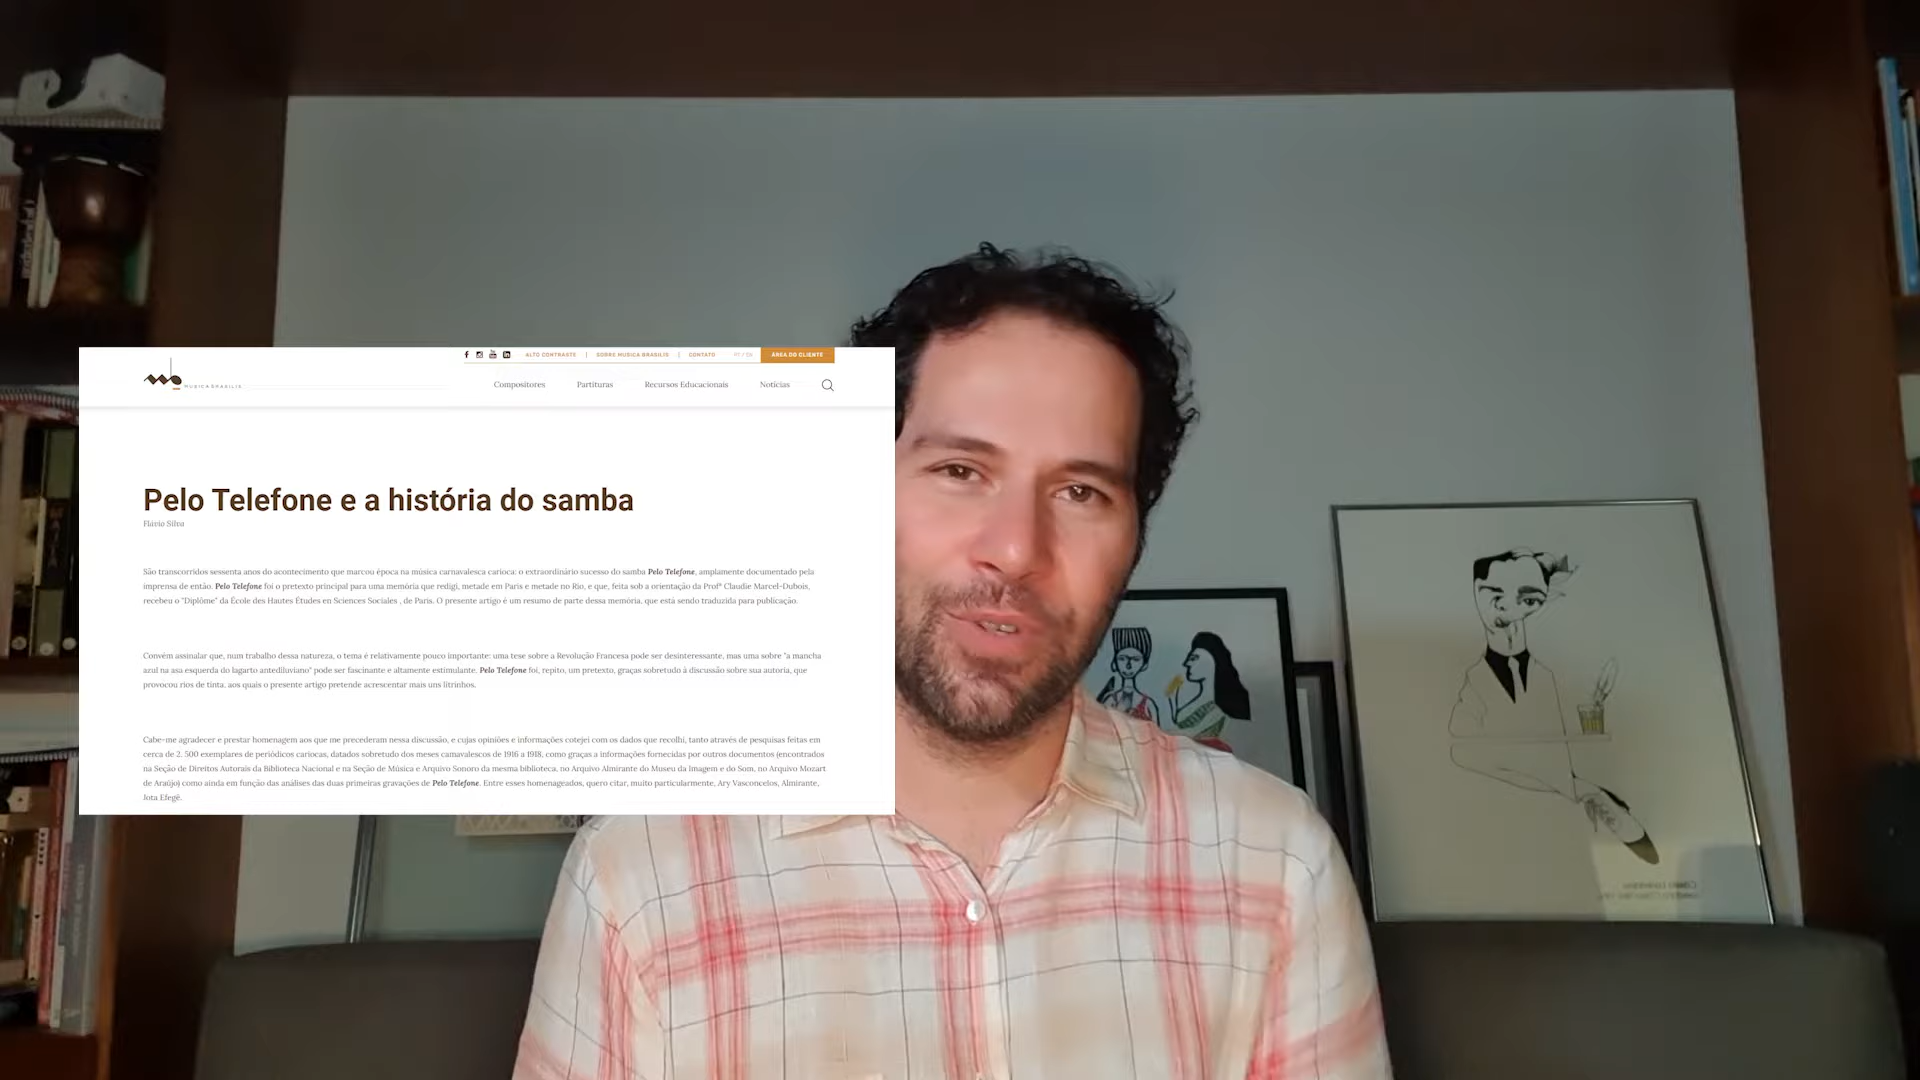 ALTO CONTRASTE | SOBRE MUSICA BRASILIS | CONTATO PT / EN ÁREA DO CLIENTE
MUSICA BRASILIS
Compositores Partituras Recursos Educacionais Notícias
Pelo Telefone e a história do samba
Flávio Silva
São transcorridos sessenta anos do acontecimento que marcou época na música carnavalesca carioca: o extraordinário sucesso do samba Pelo Telefone, amplamente documentado pela
imprensa de então. Pelo Telefone foi o pretexto principal para uma memória que redigi, metade em Paris e metade no Rio, e que, feita sob a orientação da Profª Claudie Marcel-Dubois,
recebeu o "Diplôme" da École des Hautes Études en Sciences Sociales , de Paris. O presente artigo é um resumo de parte dessa memória, que está sendo traduzida para publicação.
Convém assinalar que, num trabalho dessa natureza, o tema é relativamente pouco importante: uma tese sobre a Revolução Francesa pode ser desinteressante, mas uma sobre "a mancha
azul na asa esquerda do lagarto antediluviano" pode ser fascinante e altamente estimulante. Pelo Telefone foi, repito, um pretexto, graças sobretudo à discussão sobre sua autoria, que
provocou rios de tinta, aos quais o presente artigo pretende acrescentar mais uns litrinhos.
Cabe-me agradecer e prestar homenagem aos que me precederam nessa discussão, e cujas opiniões e informações cotejei com os dados que recolhi, tanto através de pesquisas feitas em
cerca de 2. 500 exemplares de periódicos cariocas, datados sobretudo dos meses carnavalescos de 1916 a 1918, como graças a informações fornecidas por outros documentos (encontrados
na Seção de Direitos Autorais da Biblioteca Nacional e na Seção de Música e Arquivo Sonoro da mesma biblioteca, no Arquivo Almirante do Museu da Imagem e do Som, no Arquivo Mozart
de Araújo) como ainda em função das análises das duas primeiras gravações de Pelo Telefone. Entre esses homenageados, quero citar, muito particularmente, Ary Vasconcelos, Almirante,
Jota Efegê.